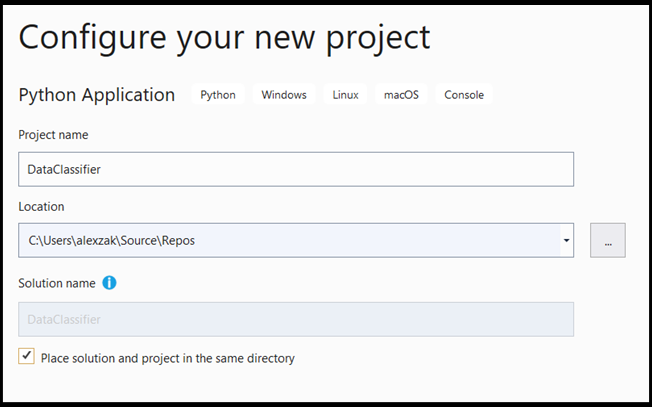 Configure your new project
Python Application Python Windows Linux macOS Console
Project name
DataClassifier
Location
C:\Users\alexzak\Source\Repos
...
Solution name i
DataClassifier
Place solution and project in the same directory